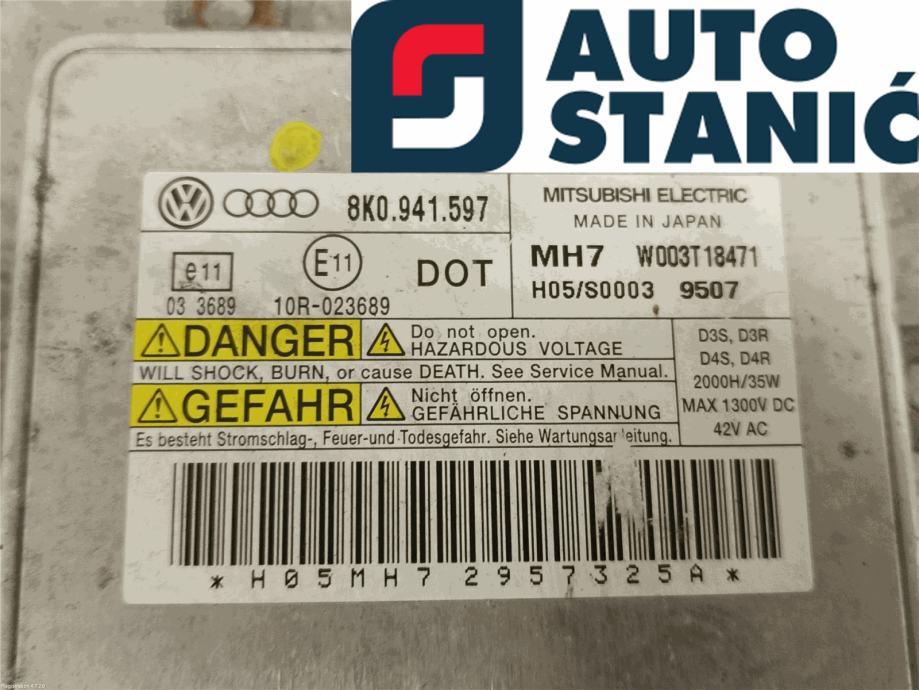 AUTO
STANIĆ
8K0.941.597
MITSUBISHI ELECTRIC
MADE IN JAPAN
MH7 W003T18471
H05/S0003 9507
e11
E11
DOT
03 3689 10R-023689
DANGER
Do not open.
HAZARDOUS VOLTAGE
WILL SHOCK, BURN, or cause DEATH. See Service Manual.
GEFAHR
Nicht öffnen.
GEFÄHRLICHE SPANNUNG
Es besteht Stromschlag-, Feuer-und Todesgefahr. Siehe Wartungsanleitung.
D3S, D3R
D4S, D4R
2000H/35W
MAX 1300V DC
42V AC
* H05MH7 2957325A *